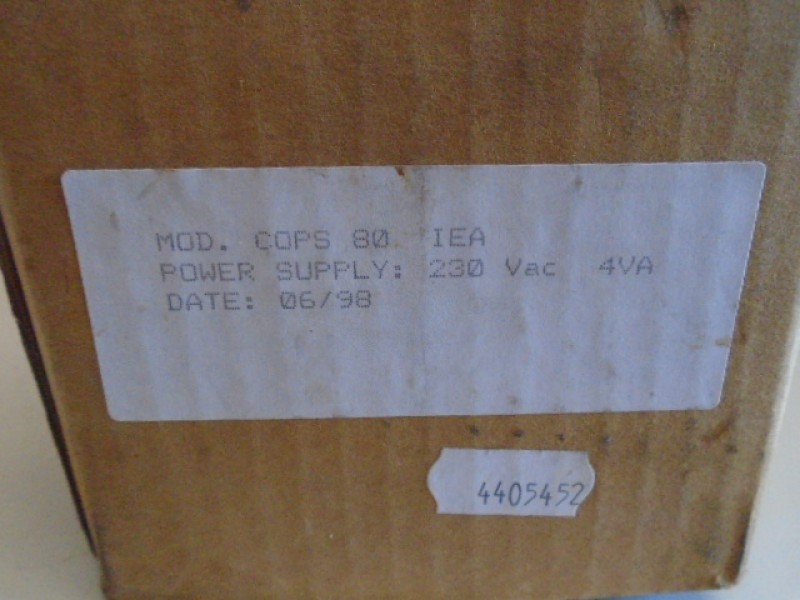 MOD. COPS 80 IEA
POWER SUPPLY: 230 Vac 4VA
DATE: 06/98
4405452